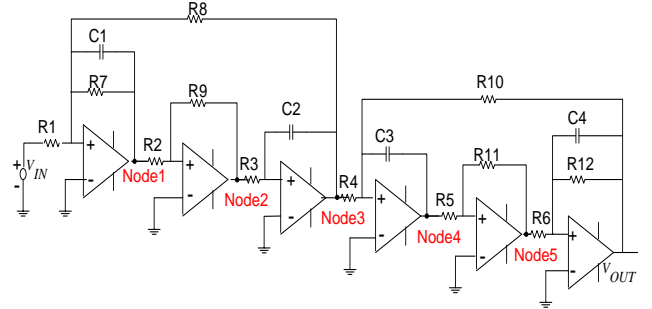 R8
C1
R7
R9
R10
C2
C3
C4
R1
R2
R3
R4
R11
R12
+
V_IN
-
+
-
Node1
+
-
Node2
+
-
Node3
+
-
R5
Node4
+
-
R6
Node5
+
-
V_OUT